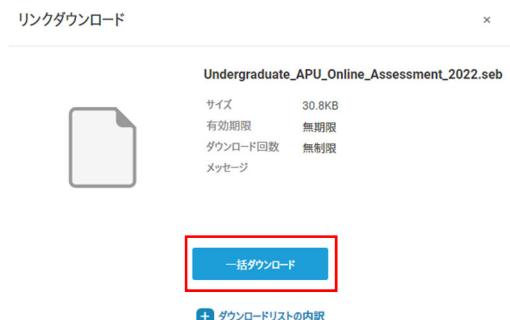 リンクダウンロード ×
Undergraduate_APU_Online_Assessment_2022.seb
サイズ 30.8KB
有効期限 無期限
ダウンロード回数 無制限
メッセージ
一括ダウンロード
+ ダウンロードリストの内訳